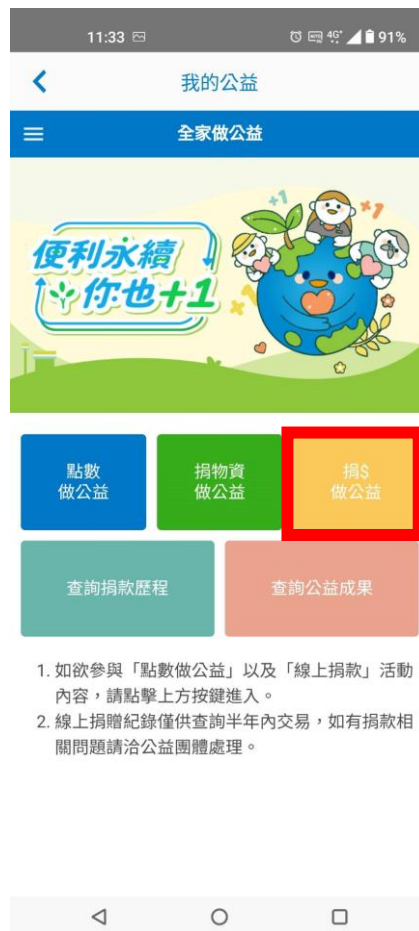 11:33
4G+
91%
我的公益
全家做公益
便利永續
你也+1
+1
+1
+1
點數
做公益
捐物資
做公益
捐$
做公益
查詢捐款歷程
查詢公益成果
1. 如欲參與「點數做公益」以及「線上捐款」活動
內容，請點擊上方按鍵進入。
2. 線上捐贈紀錄僅供查詢半年內交易，如有捐款相
關問題請洽公益團體處理。